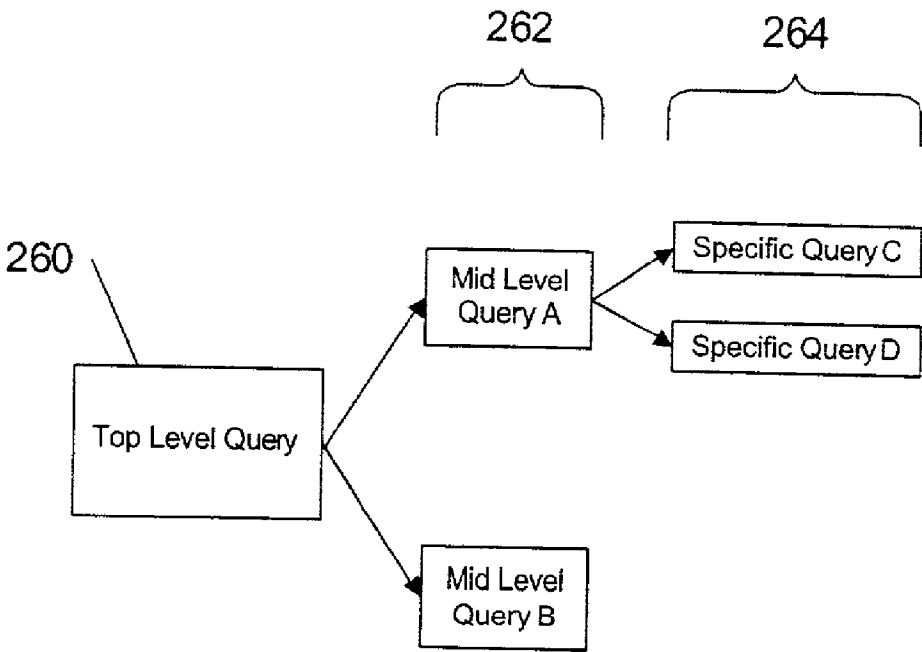 262
264
260
Mid Level
Query A
Specific Query C
Specific Query D
Top Level Query
Mid Level
Query B